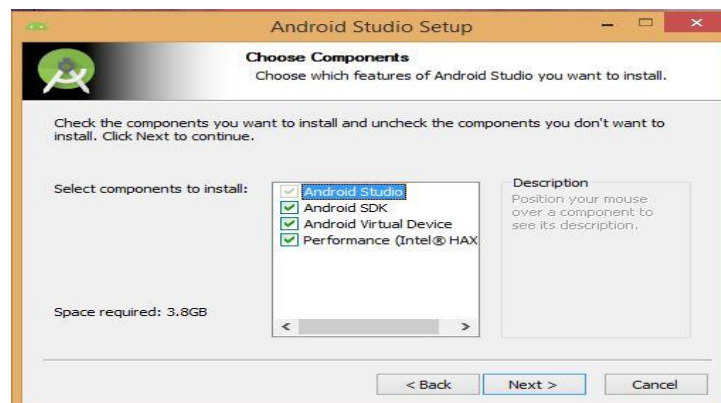 Android Studio Setup
Choose Components
Choose which features of Android Studio you want to install.
Check the components you want to install and uncheck the components you don't want to
install. Click Next to continue.
Select components to install:
Android Studio
Android SDK
Android Virtual Device
Performance (Intel® HAX
Description
Position your mouse
over a component to
see its description.
Space required: 3.8GB
< Back
Next >
Cancel